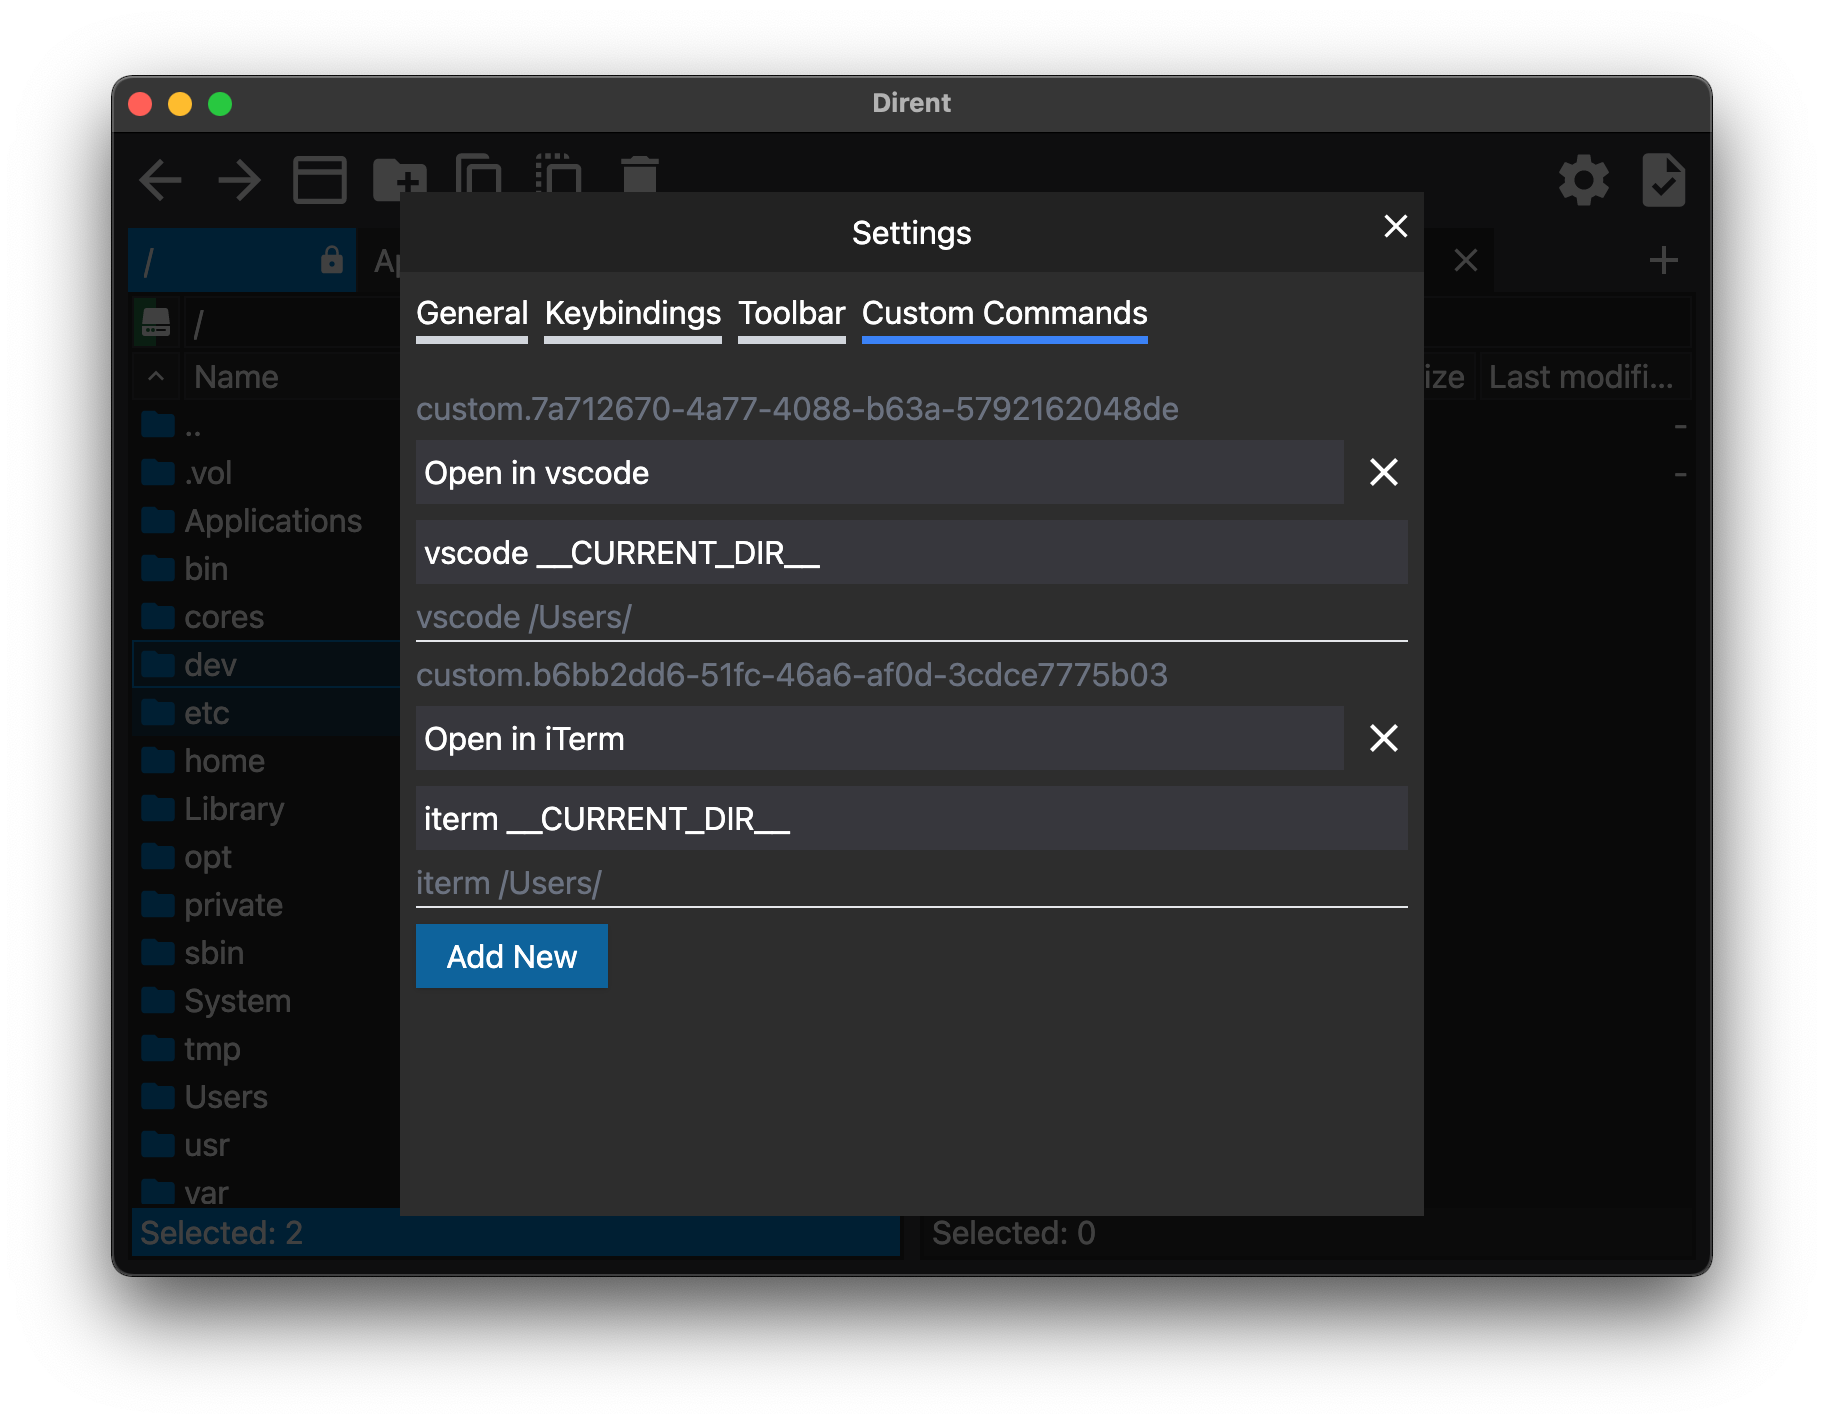 Dirent
Settings
/
/
General Keybindings Toolbar Custom Commands
Name
Last modifi...
custom.7a712670-4a77-4088-b63a-5792162048de
..
-
Open in vscode
.vol
-
Applications
vscode __CURRENT_DIR__
bin
vscode /Users/
cores
dev
custom.b6bb2dd6-51fc-46a6-af0d-3cdce7775b03
etc
Open in iTerm
home
Library
iterm __CURRENT_DIR__
opt
iterm /Users/
private
sbin
Add New
System
tmp
Users
usr
var
Selected: 2
Selected: 0